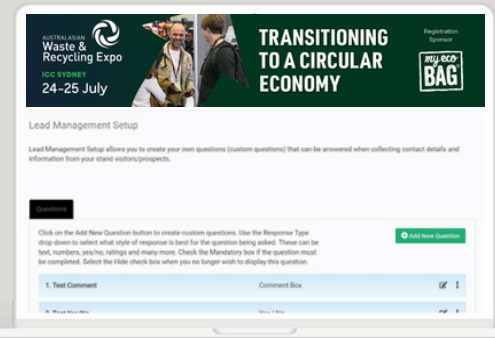 AUSTRALASIAN
Waste &
Recycling Expo
ICC SYDNEY
24-25 July
TRANSITIONING
TO A CIRCULAR
ECONOMY
Registration
Sponsor
my eco
BAG
Lead Management Setup
Lead Management Setup allows you to create your own questions (custom questions) that can be answered when collecting contact details and
information from your stand visitors/prospects.
Questions
Click on the Add New Question button to create custom questions. Use the Response Type
drop down to select what style of response is best for the question being asked. These can be
text, numbers, yes/no, ratings and many more. Check the Mandatory box if the question must
be completed. Select the Hide check box when you no longer wish to display this question.
Add New Question
1. Test Comment Comment Box